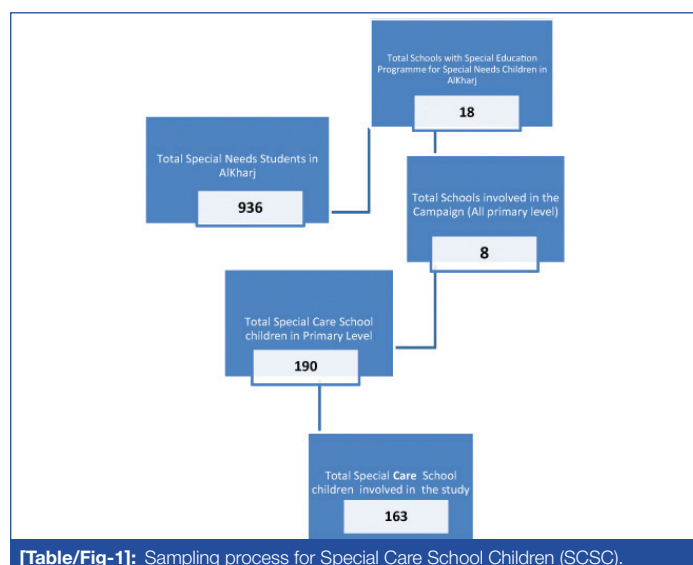 Total Schools with Special Education
Programme for Special Needs Children in
AlKharj
18
Total Special Needs Students in
AlKharj
936
Total Schools involved in the
Campaign (All primary level)
8
Total Special Care School
children in Primary Level
190
Total Special Care School
children involved in the study
163
[Table/Fig-1]: Sampling process for Special Care School Children (SCSC).